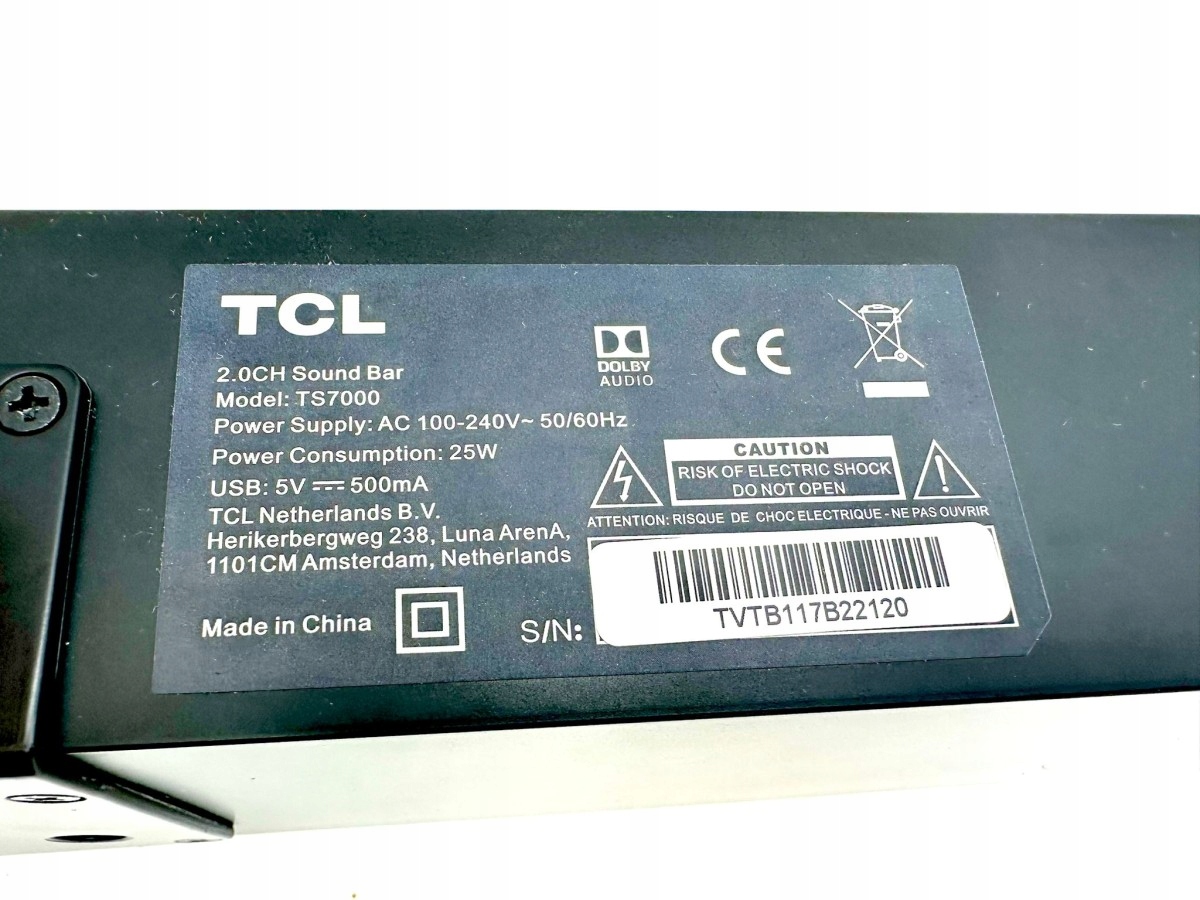 TCL
2.0CH Sound Bar
Model: TS7000
Power Supply: AC 100-240V~ 50/60Hz
Power Consumption: 25W
USB: 5V ⎓ 500mA
TCL Netherlands B.V.
Herikerbergweg 238, Luna ArenA,
1101CM Amsterdam, Netherlands
Made in China
DOLBY
AUDIO
CE
CAUTION
RISK OF ELECTRIC SHOCK
DO NOT OPEN
ATTENTION: RISQUE DE CHOC ELECTRIQUE - NE PAS OUVRIR
S/N:
TVTB117B22120